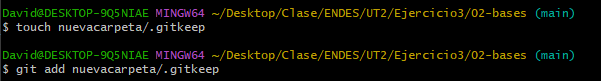 David@DESKTOP-9Q5NIAE MINGW64 ~/Desktop/Clase/ENDES/UT2/Ejercicio3/02-bases (main)
$ touch nuevacarpeta/.gitkeep
David@DESKTOP-9Q5NIAE MINGW64 ~/Desktop/Clase/ENDES/UT2/Ejercicio3/02-bases (main)
$ git add nuevacarpeta/.gitkeep